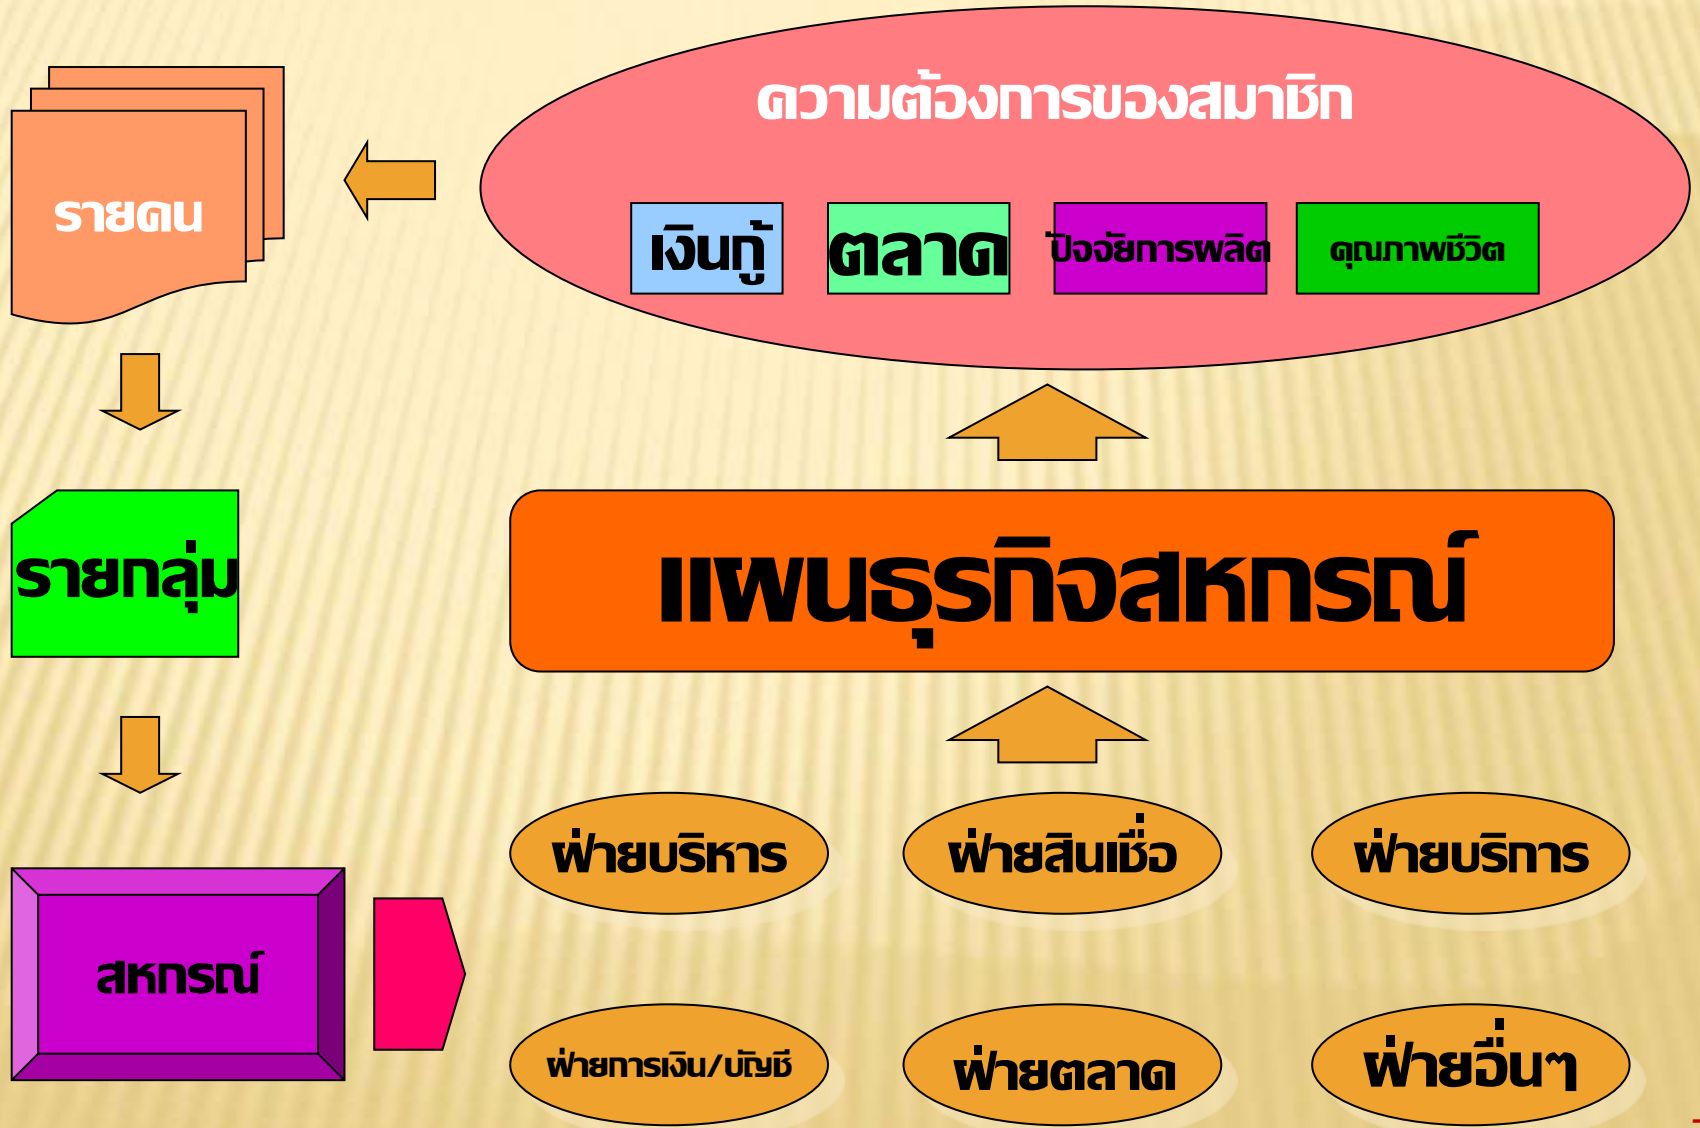 ความต้องการของสมาชิก
รายคน
เงินกู้
ตลาด
ปัจจัยการผลิต
คุณภาพชีวิต
รายกลุ่ม
แผนธุรกิจสหกรณ์
ฝ่ายบริหาร
ฝ่ายสินเชื่อ
ฝ่ายบริการ
สหกรณ์
ฝ่ายการเงิน/บัญชี
ฝ่ายตลาด
ฝ่ายอื่นๆ